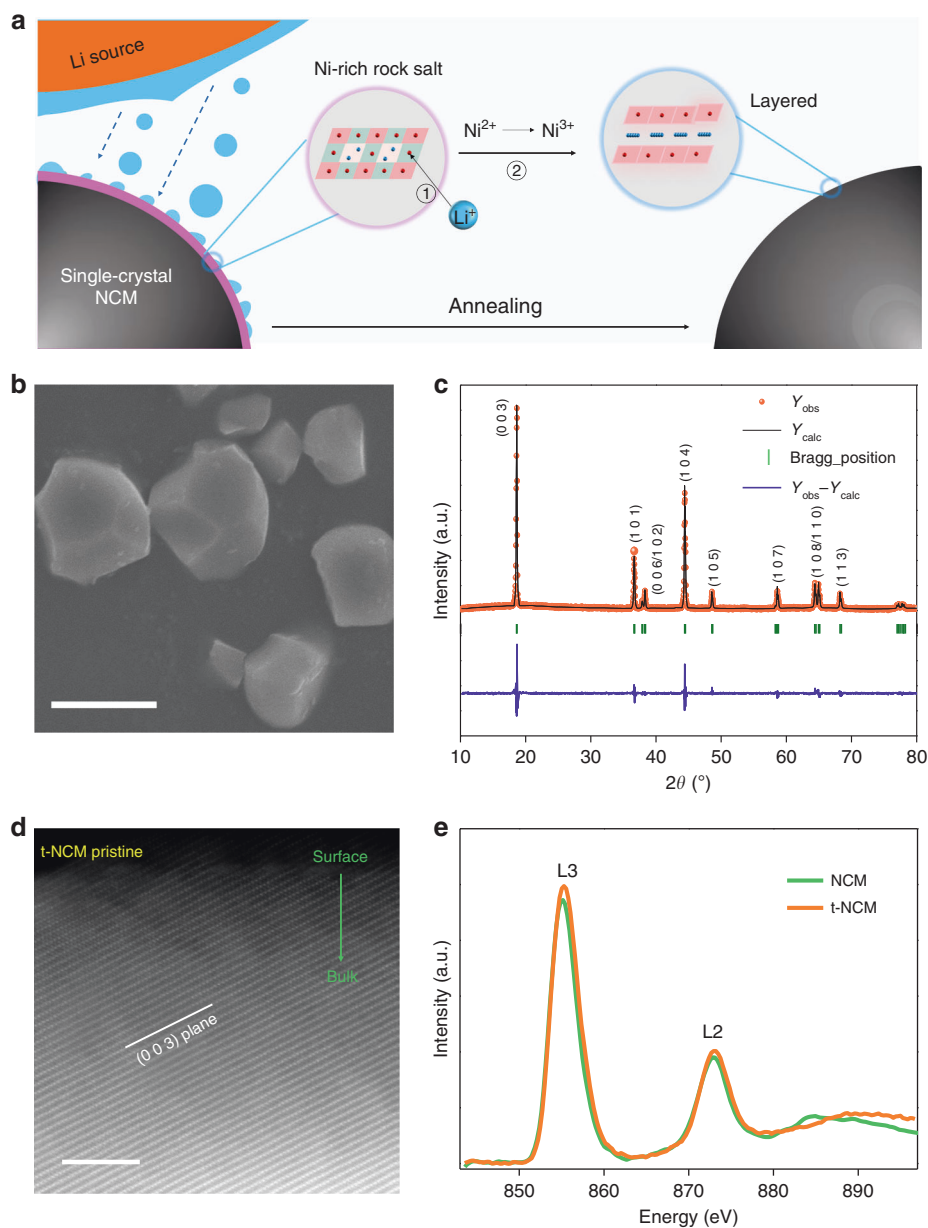 a
Li source
Ni-rich rock salt
Layered
Ni²⁺ → Ni³⁺
①
②
Li⁺
Single-crystal
NCM
Annealing
b
c
Intensity (a.u.)
(0 0 3)
(1 0 1)
(0 0 6/1 0 2)
(1 0 4)
(1 0 5)
(1 0 7)
(1 0 8/1 1 0)
(1 1 3)
Y_obs
Y_calc
Bragg_position
Y_obs–Y_calc
10 20 30 40 50 60 70 80
2θ (°)
d
t-NCM pristine
Surface
Bulk
(0 0 3) plane
e
Intensity (a.u.)
L3
L2
NCM
t-NCM
850 860 870 880 890
Energy (eV)